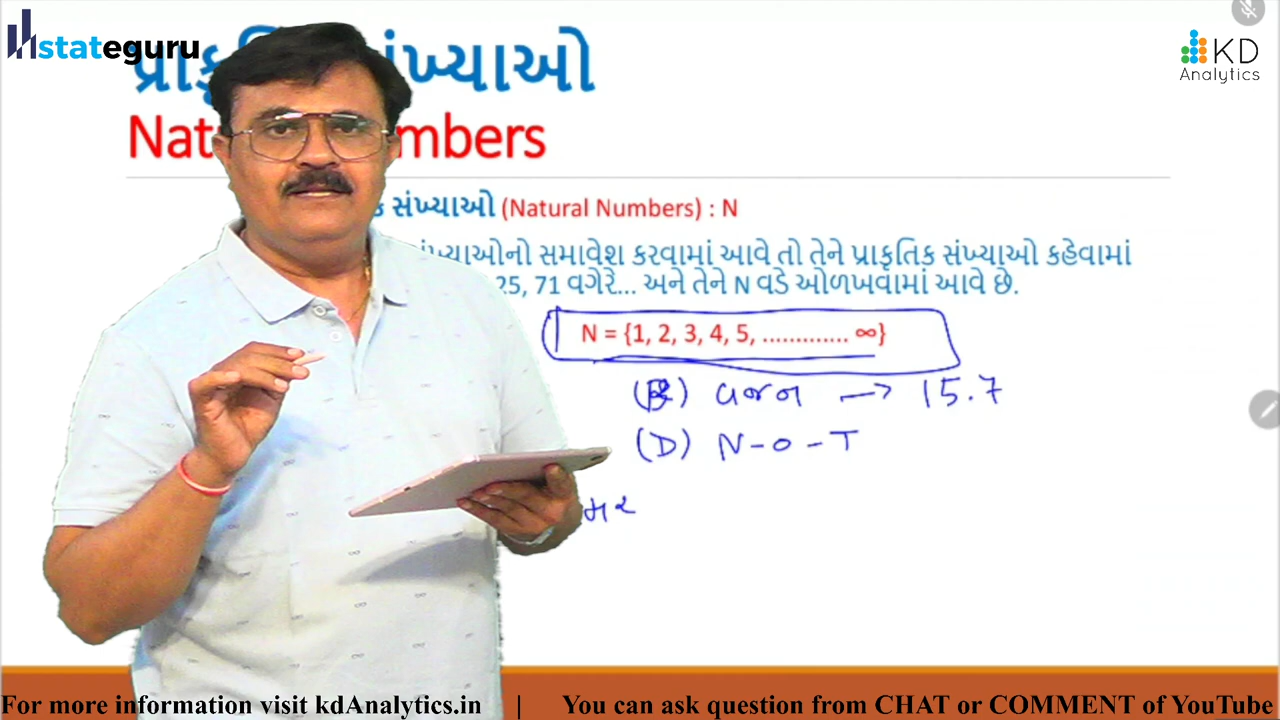 stateguru
KD
Analytics
સંખ્યાઓ
Numbers
સંખ્યાઓ (Natural Numbers) : N
સંખ્યાઓનો સમાવેશ કરવામાં આવે તો તેને પ્રાકૃતિક સંખ્યાઓ કહેવામાં
25, 71 વગેરે... અને તેને N વડે ઓળખવામાં આવે છે.
N = {1, 2, 3, 4, 5, ............. ∞}
વજન → 15.7
(D) N-O-T
For more information visit kdAnalytics.in | You can ask question from CHAT or COMMENT of YouTube